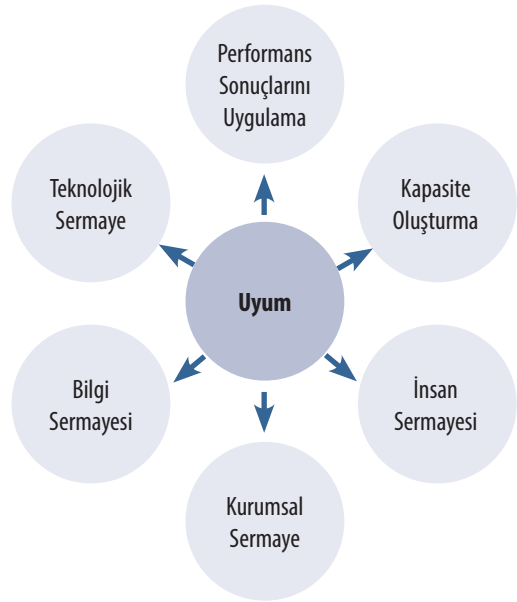 Performans
Sonuçlarını
Uygulama
Teknolojik
Sermaye
Kapasite
Oluşturma
Uyum
Bilgi
Sermayesi
İnsan
Sermayesi
Kurumsal
Sermaye